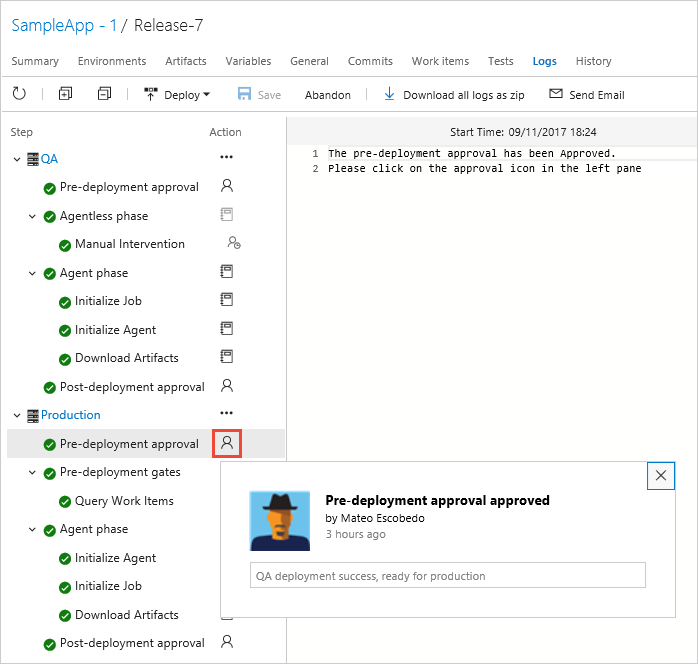 SampleApp - 1 / Release-7
Summary Environments Artifacts Variables General Commits Work items Tests Logs History
Deploy Save Abandon Download all logs as zip Send Email
Step Action
Start Time: 09/11/2017 18:24
1 The pre-deployment approval has been Approved.
2 Please click on the approval icon in the left pane
QA
Pre-deployment approval
Agentless phase
Manual Intervention
Agent phase
Initialize Job
Initialize Agent
Download Artifacts
Post-deployment approval
Production
Pre-deployment approval
Pre-deployment gates
Query Work Items
Agent phase
Initialize Agent
Initialize Job
Download Artifacts
Post-deployment approval
Pre-deployment approval approved
by Mateo Escobedo
3 hours ago
QA deployment success, ready for production